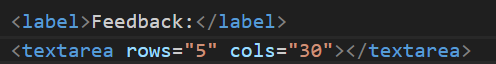 <label>Feedback:</label>
<textarea rows="5" cols="30"></textarea>